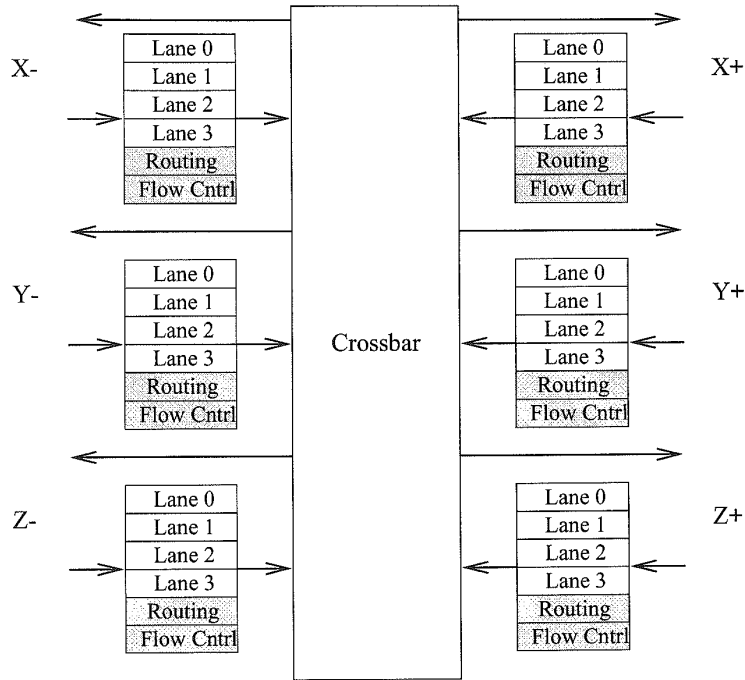 X-
Lane 0
Lane 1
Lane 2
Lane 3
Routing
Flow Cntrl
Lane 0
Lane 1
Lane 2
Lane 3
Routing
Flow Cntrl
X+
Y-
Lane 0
Lane 1
Lane 2
Lane 3
Routing
Flow Cntrl
Crossbar
Lane 0
Lane 1
Lane 2
Lane 3
Routing
Flow Cntrl
Y+
Z-
Lane 0
Lane 1
Lane 2
Lane 3
Routing
Flow Cntrl
Lane 0
Lane 1
Lane 2
Lane 3
Routing
Flow Cntrl
Z+